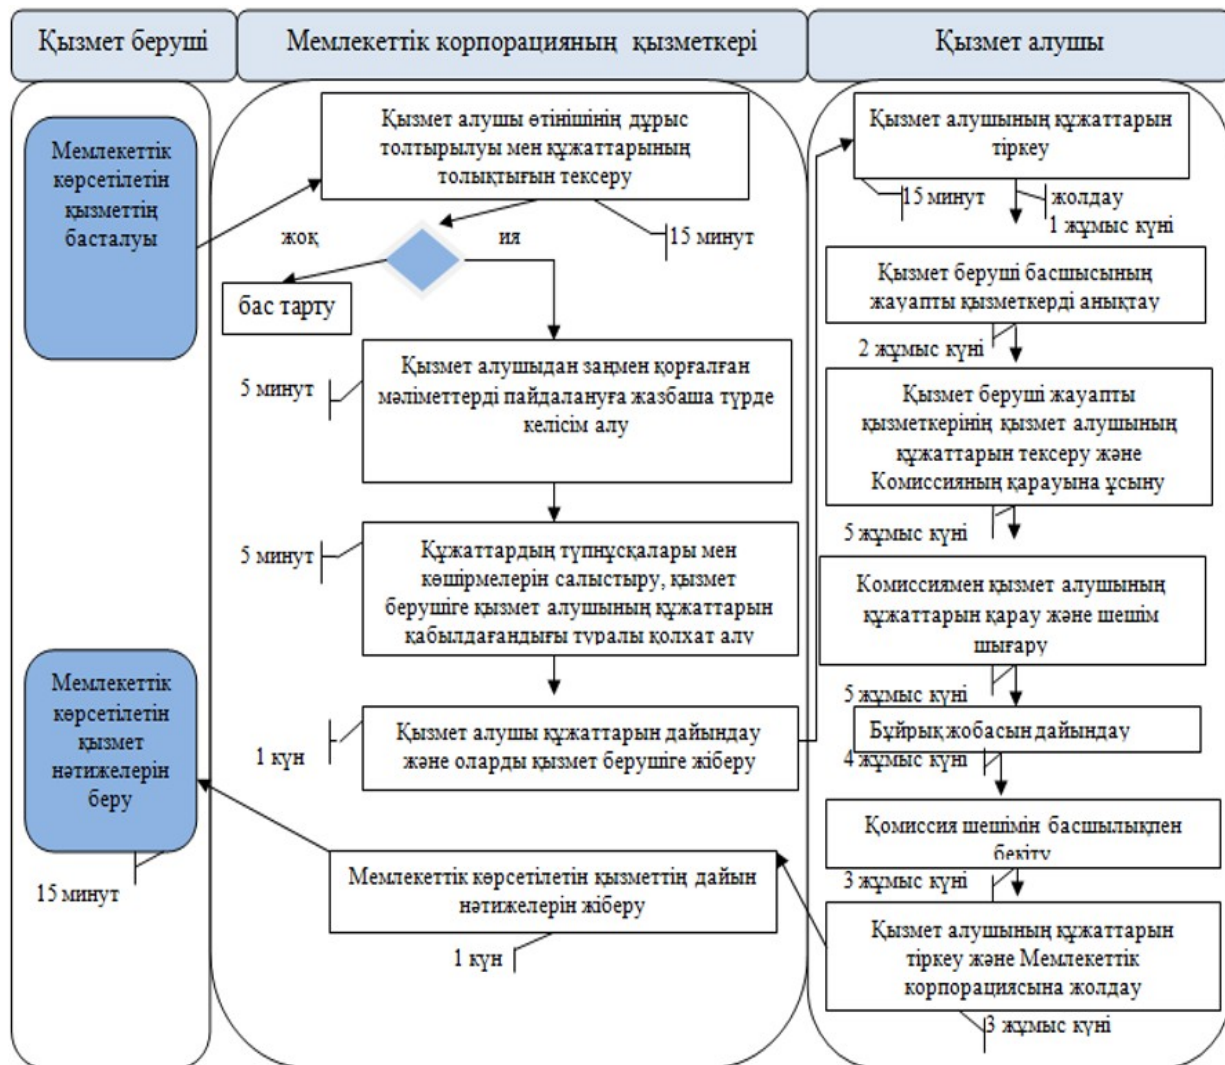 Қызмет беруші
Мемлекеттік корпорацияның қызметкері
Қызмет алушы
Мемлекеттік
көрсетілетін
қызметтің
басталуы
Қызмет алушы өтінішінің дұрыс
толтырылуы мен құжаттарының
толықтығын тексеру
15 минут
жоқ
ия
бас тарту
5 минут
Қызмет алушыдан заңмен қорғалған
мәліметтерді пайдалануға жазбаша түрде
келісім алу
5 минут
Құжаттардың түпнұсқалары мен
көшірмелерін салыстыру, қызмет
берушіге қызмет алушының құжаттарын
қабылдағандығы туралы қолхат алу
1 күн
Қызмет алушы құжаттарын дайындау
және оларды қызмет берушіге жіберу
Қызмет алушының құжаттарын
тіркеу
15 минут
жолдау
1 жұмыс күні
Қызмет беруші басшысының
жауапты қызметкерді анықтау
2 жұмыс күні
Қызмет беруші жауапты
қызметкерінің қызмет алушының
құжаттарын тексеру және
Комиссияның қарауына ұсыну
5 жұмыс күні
Комиссиямен қызмет алушының
құжаттарын қарау және шешім
шығару
5 жұмыс күні
Бұйрық жобасын дайындау
4 жұмыс күні
Қомиссия шешімін басшылықпен
бекіту
3 жұмыс күні
Қызмет алушының құжаттарын
тіркеу және Мемлекеттік
корпорациясына жолдау
3 жұмыс күні
Мемлекеттік көрсетілетін қызметтің дайын
нәтижелерін жіберу
1 күн
Мемлекеттік
көрсетілетін
қызмет
нәтижелерін
беру
15 минут